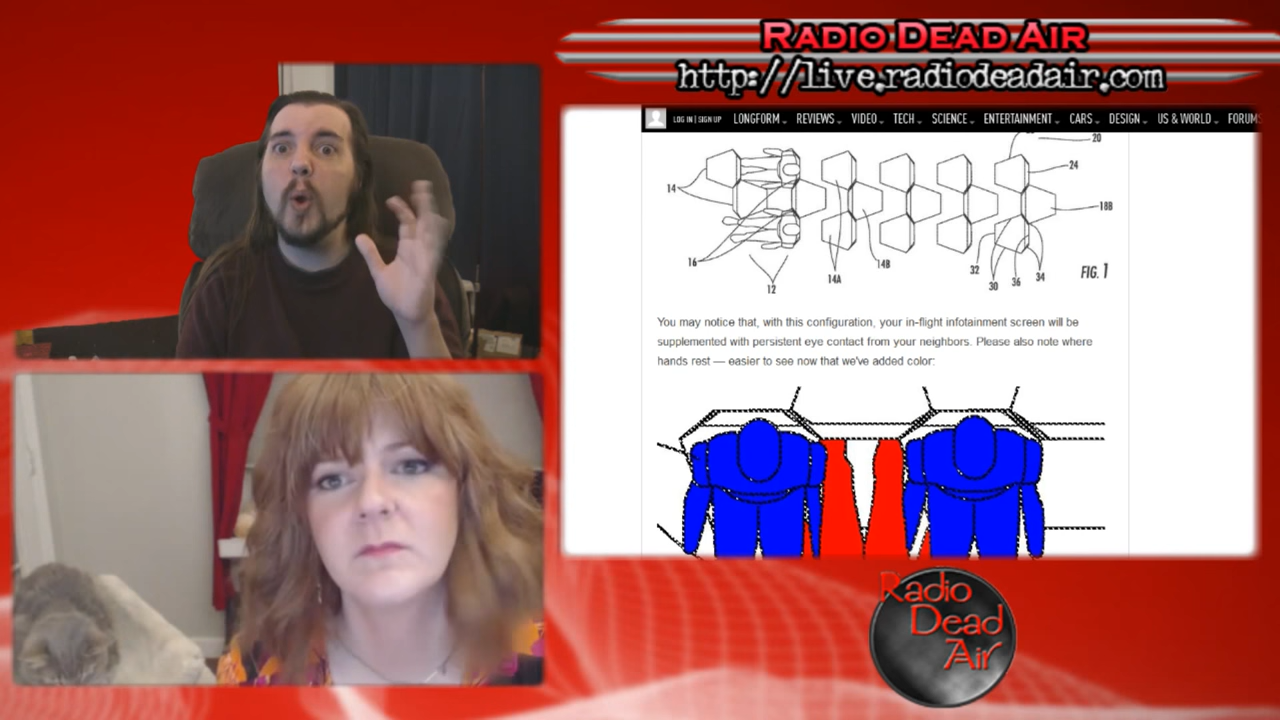 RADIO DEAD AIR
http://live.radiodeadair.com
LOG IN | SIGN UP LONGFORM REVIEWS VIDEO TECH SCIENCE ENTERTAINMENT CARS DESIGN US & WORLD FORUMS
20
14
24
18B
16
14A
14B
32
30
36
34
12
FIG. 1
You may notice that, with this configuration, your in-flight infotainment screen will be
supplemented with persistent eye contact from your neighbors. Please also note where
hands rest — easier to see now that we've added color:
Radio
Dead
Air